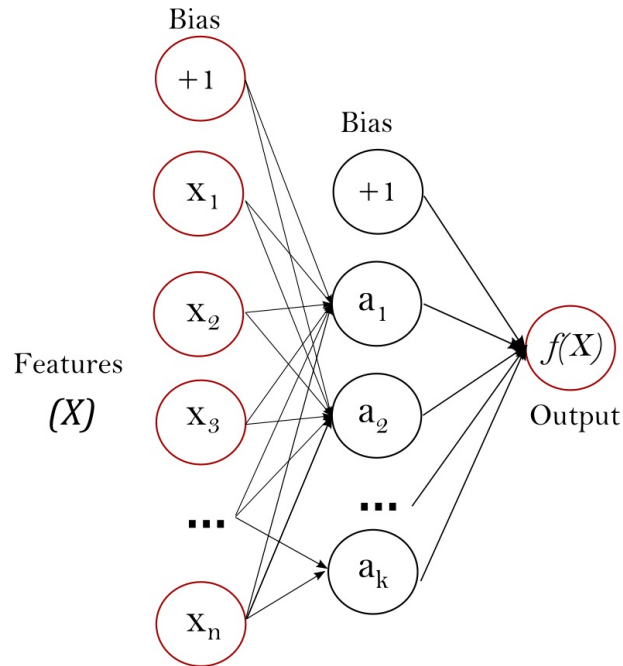 Bias
+1
x₁
x₂
x₃
...
xₙ
Features
(X)
Bias
+1
a₁
a₂
...
aₖ
f(X)
Output